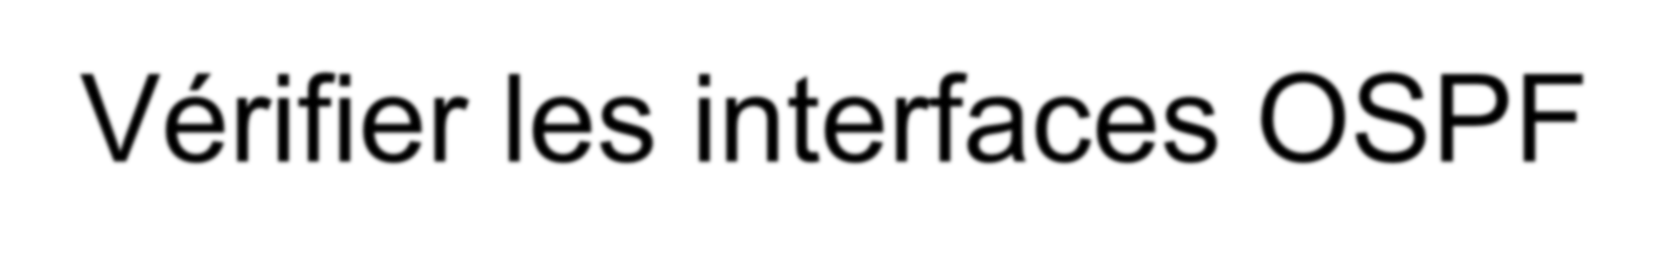 Vérifier les interfaces OSPF